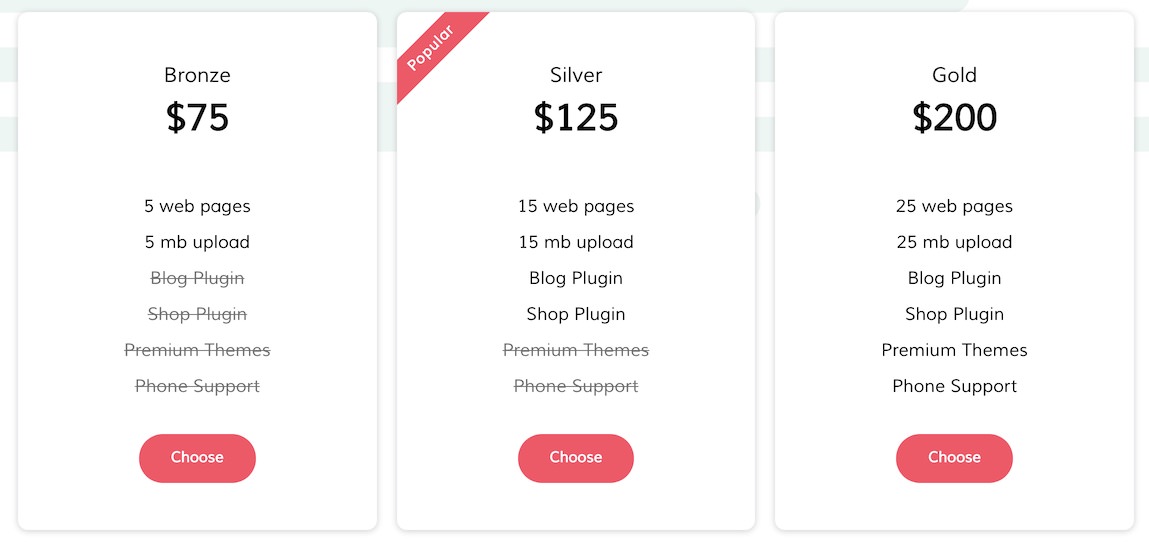 Bronze
$75
5 web pages
5 mb upload
Blog Plugin
Shop Plugin
Premium Themes
Phone Support
Choose
Popular
Silver
$125
15 web pages
15 mb upload
Blog Plugin
Shop Plugin
Premium Themes
Phone Support
Choose
Gold
$200
25 web pages
25 mb upload
Blog Plugin
Shop Plugin
Premium Themes
Phone Support
Choose